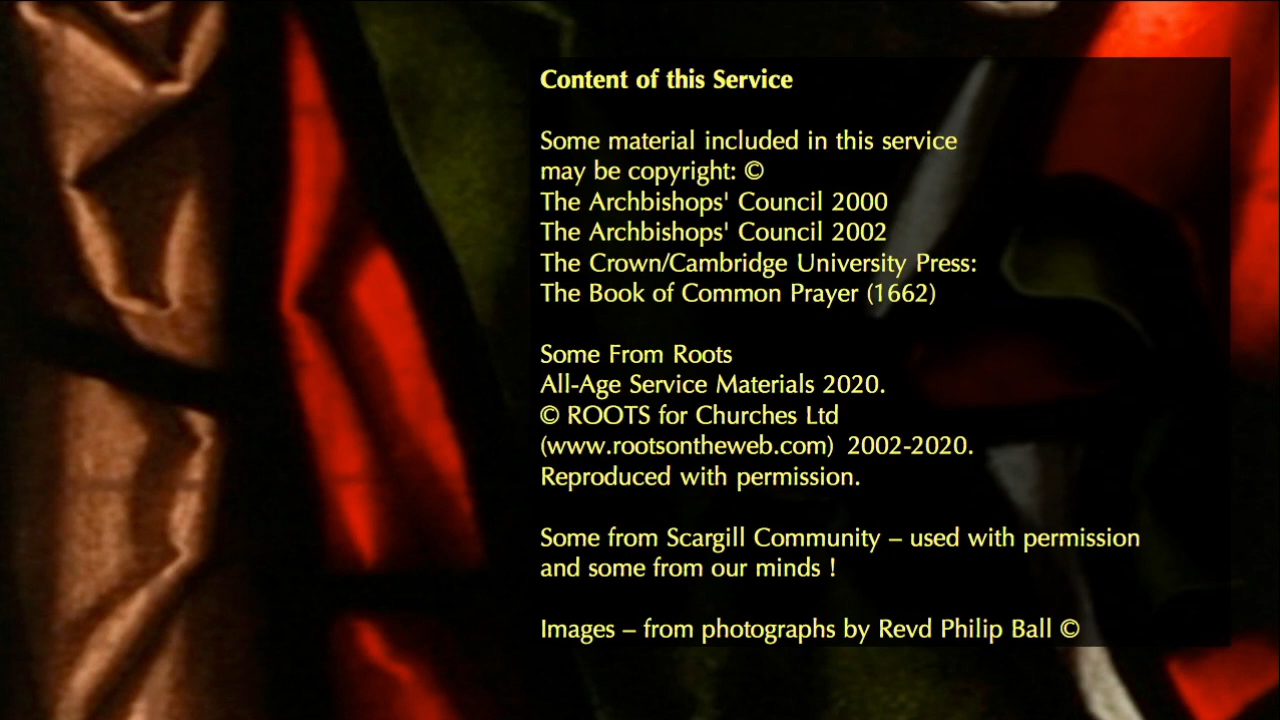 Content of this Service
Some material included in this service
may be copyright: ©
The Archbishops' Council 2000
The Archbishops' Council 2002
The Crown/Cambridge University Press:
The Book of Common Prayer (1662)
Some From Roots
All-Age Service Materials 2020.
© ROOTS for Churches Ltd
(www.rootsontheweb.com)  2002-2020.
Reproduced with permission.
Some from Scargill Community – used with permission
and some from our minds !
Images – from photographs by Revd Philip Ball ©